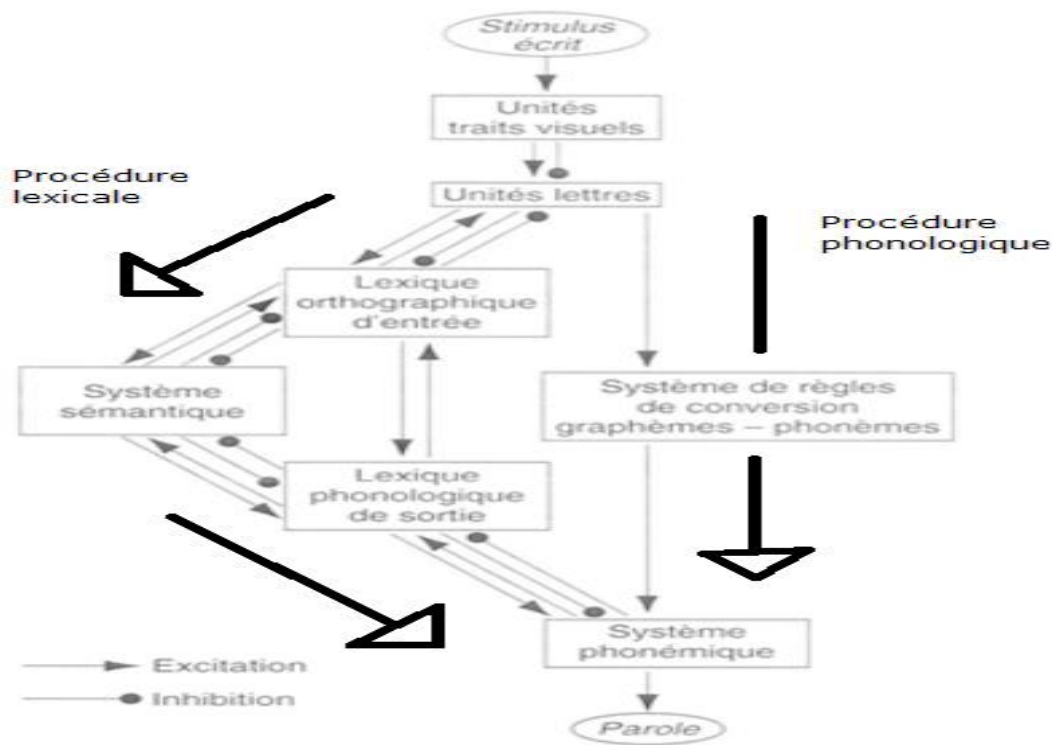 Stimulus
écrit
Unités
traits visuels
Procédure
lexicale
Unités lettres
Procédure
phonologique
Lexique
orthographique
d'entrée
Système
sémantique
Système de règles
de conversion
graphèmes – phonèmes
Lexique
phonologique
de sortie
Système
phonémique
Excitation
Inhibition
Parole